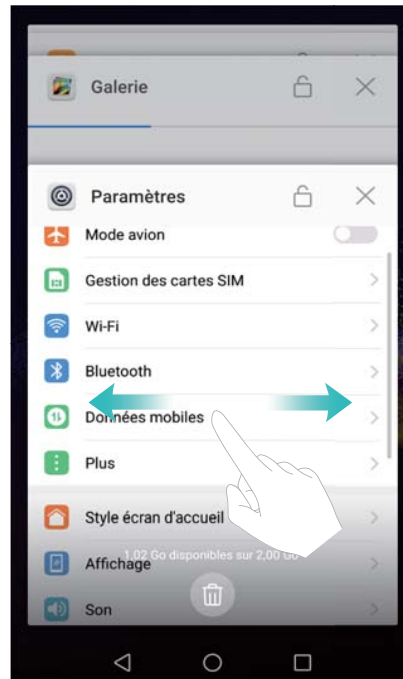 Galerie
Paramètres
Mode avion
Gestion des cartes SIM
Wi-Fi
Bluetooth
Données mobiles
Plus
Style écran d'accueil
1,02 Go disponibles sur 2,00 Go
Affichage
Son